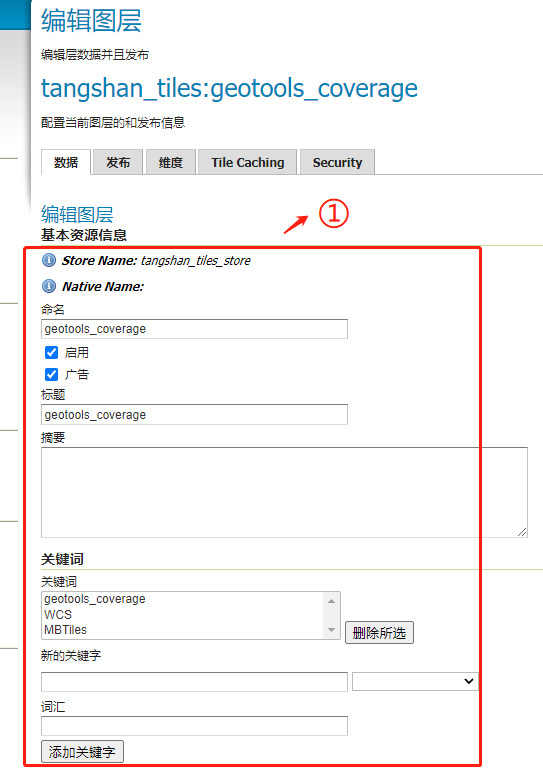 编辑图层
编辑层数据并且发布
tangshan_tiles:geotools_coverage
配置当前图层的和发布信息
数据 发布 维度 Tile Caching Security
①
编辑图层
基本资源信息
Store Name: tangshan_tiles_store
Native Name:
命名
geotools_coverage
启用
广告
标题
geotools_coverage
摘要
关键词
关键词
geotools_coverage
WCS
MBTiles
删除所选
新的关键字
词汇
添加关键字